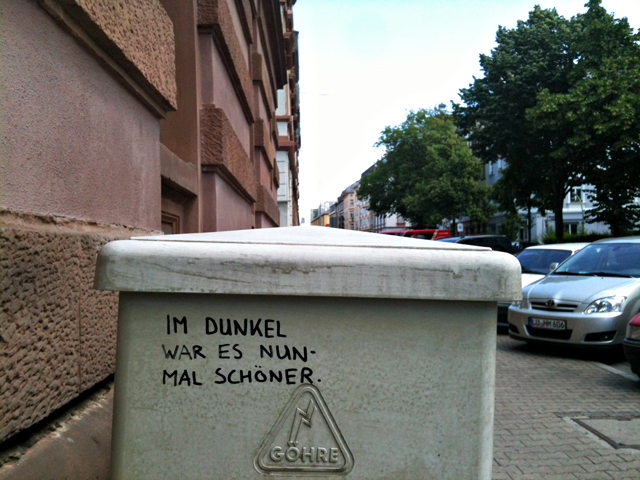 IM DUNKEL
WAR ES NUN-
MAL SCHÖNER.
GÖHRE